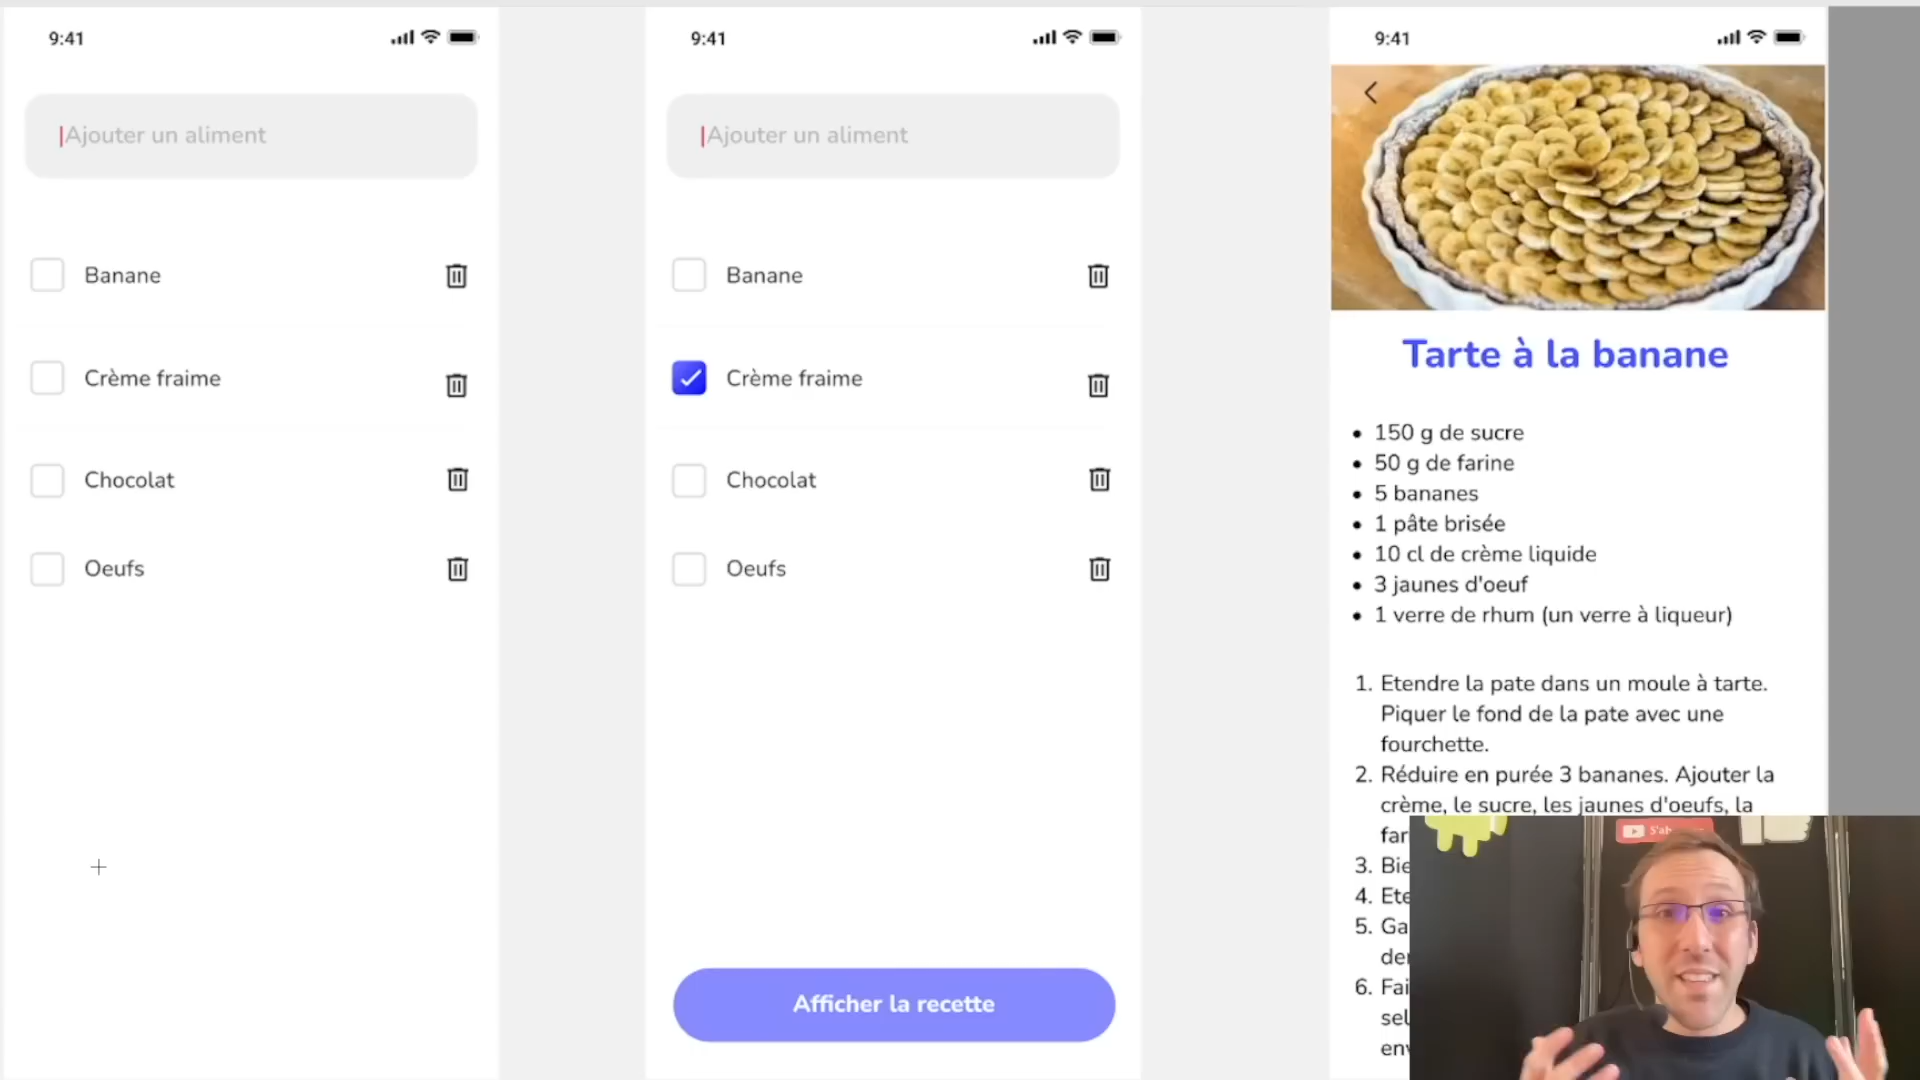 9:41
Ajouter un aliment
Banane
Crème fraime
Chocolat
Oeufs
9:41
Ajouter un aliment
Banane
Crème fraime
Chocolat
Oeufs
Afficher la recette
9:41
Tarte à la banane
150 g de sucre
50 g de farine
5 bananes
1 pâte brisée
10 cl de crème liquide
3 jaunes d'oeuf
1 verre de rhum (un verre à liqueur)
1. Etendre la pate dans un moule à tarte.
Piquer le fond de la pate avec une
fourchette.
2. Réduire en purée 3 bananes. Ajouter la
crème, le sucre, les jaunes d'oeufs, la
3.
4.
5.
6.